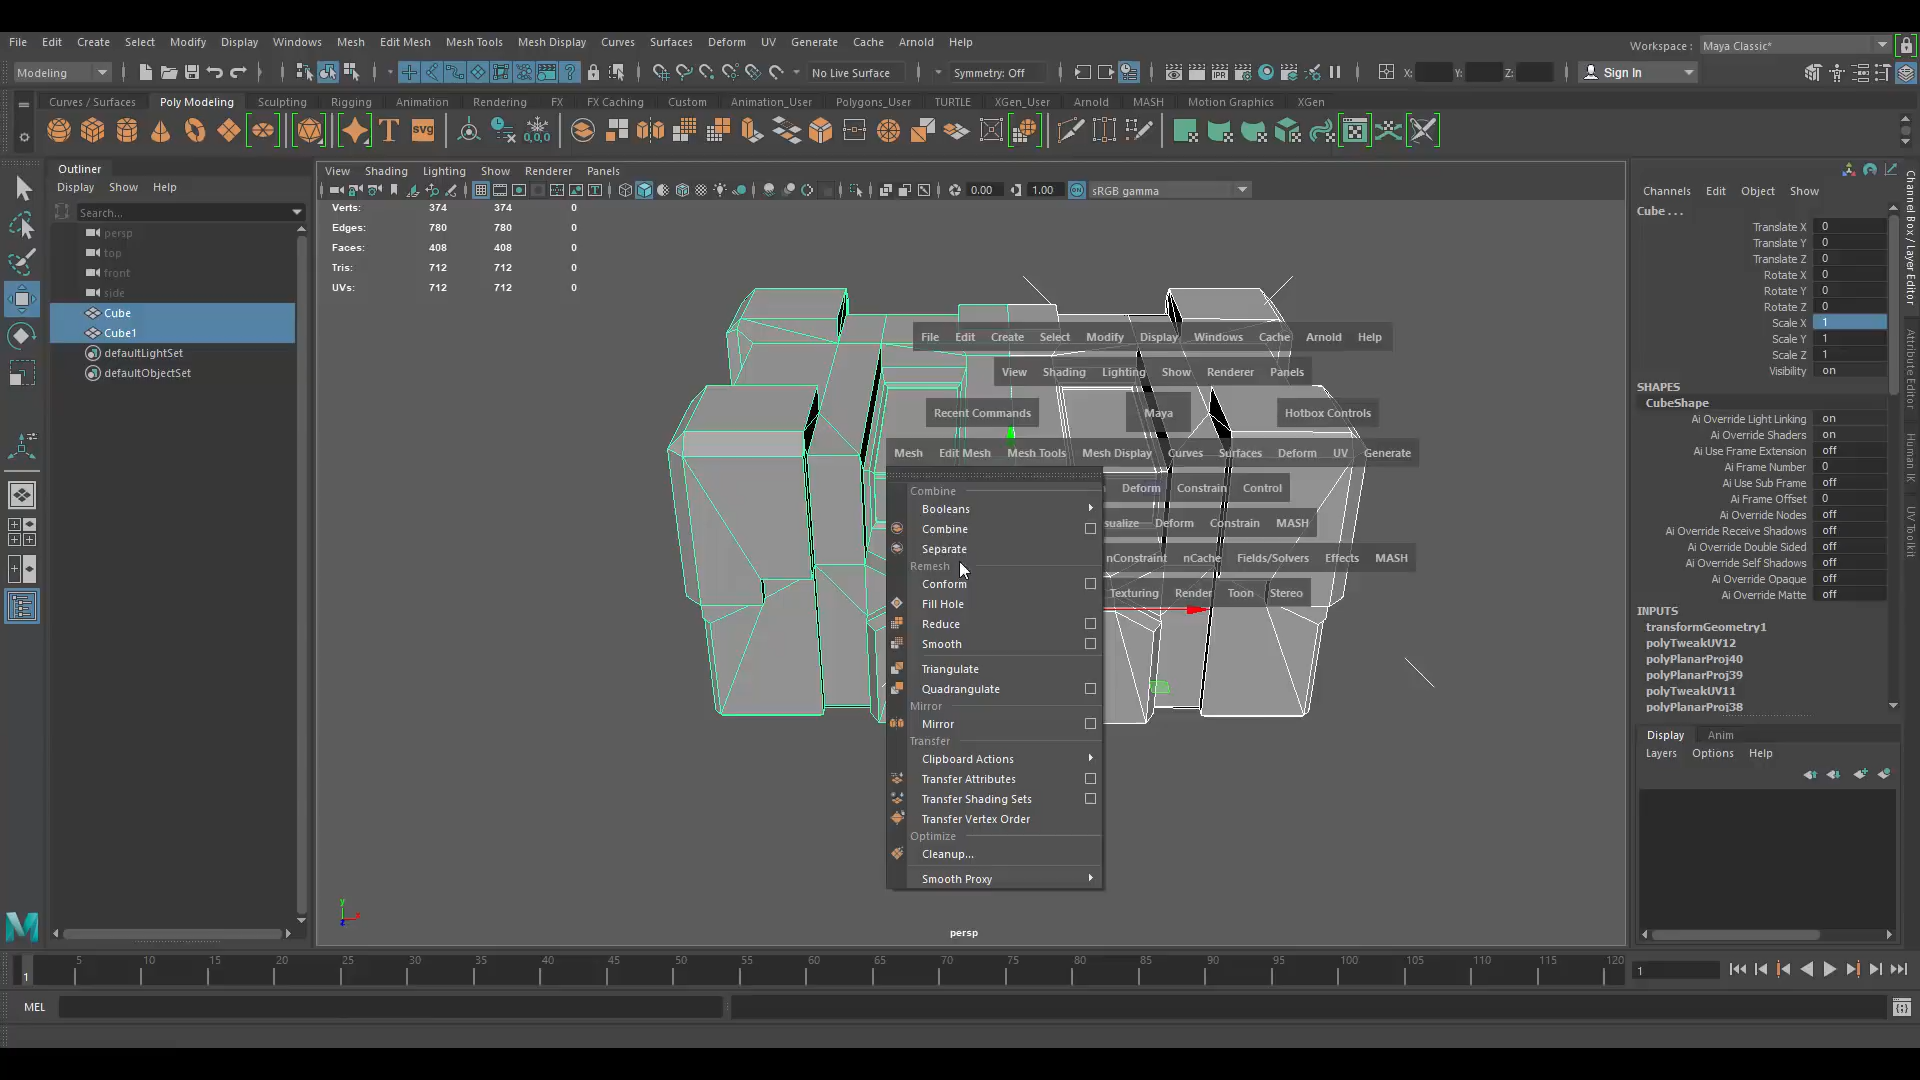 File Edit Create Select Modify Display Windows Mesh Edit Mesh Mesh Tools Mesh Display Curves Surfaces Deform UV Generate Cache Arnold Help
Workspace : Maya Classic*
Modeling No Live Surface Symmetry: Off X: Y: Z: Sign In
Curves / Surfaces Poly Modeling Sculpting Rigging Animation Rendering FX FX Caching Custom Animation_User Polygons_User TURTLE XGen_User Arnold MASH Motion Graphics XGen
T SVG
Outliner
Display Show Help
Search...
persp
top
front
side
Cube
Cube1
defaultLightSet
defaultObjectSet
View Shading Lighting Show Renderer Panels
0.00 1.00 sRGB gamma
Verts: 374 374 0
Edges: 780 780 0
Faces: 408 408 0
Tris: 712 712 0
UVs: 712 712 0
File Edit Create Select Modify Display Windows Cache Arnold Help
View Shading Lighting Show Renderer Panels
Recent Commands Maya Hotbox Controls
Mesh Edit Mesh Mesh Tools Mesh Display Curves Surfaces Deform UV Generate
Deform Constrain Control
sualize Deform Constrain MASH
nConstraint nCache Fields/Solvers Effects MASH
Texturing Render Toon Stereo
Combine
Booleans
Combine
Separate
Remesh
Conform
Fill Hole
Reduce
Smooth
Triangulate
Quadrangulate
Mirror
Mirror
Transfer
Clipboard Actions
Transfer Attributes
Transfer Shading Sets
Transfer Vertex Order
Optimize
Cleanup...
Smooth Proxy
y
x
z
persp
Channels Edit Object Show
Cube . . .
Translate X 0
Translate Y 0
Translate Z 0
Rotate X 0
Rotate Y 0
Rotate Z 0
Scale X 1
Scale Y 1
Scale Z 1
Visibility on
SHAPES
CubeShape
Ai Override Light Linking on
Ai Override Shaders on
Ai Use Frame Extension off
Ai Frame Number 0
Ai Use Sub Frame off
Ai Frame Offset 0
Ai Override Nodes off
Ai Override Receive Shadows off
Ai Override Double Sided off
Ai Override Self Shadows off
Ai Override Opaque off
Ai Override Matte off
INPUTS
transformGeometry1
polyTweakUV12
polyPlanarProj40
polyPlanarProj39
polyTweakUV11
polyPlanarProj38
Display Anim
Layers Options Help
Channel Box / Layer Editor
Attribute Editor
Human IK
UV Toolkit
1 5 10 15 20 25 30 35 40 45 50 55 60 65 70 75 80 85 90 95 100 105 110 115 120
1
MEL